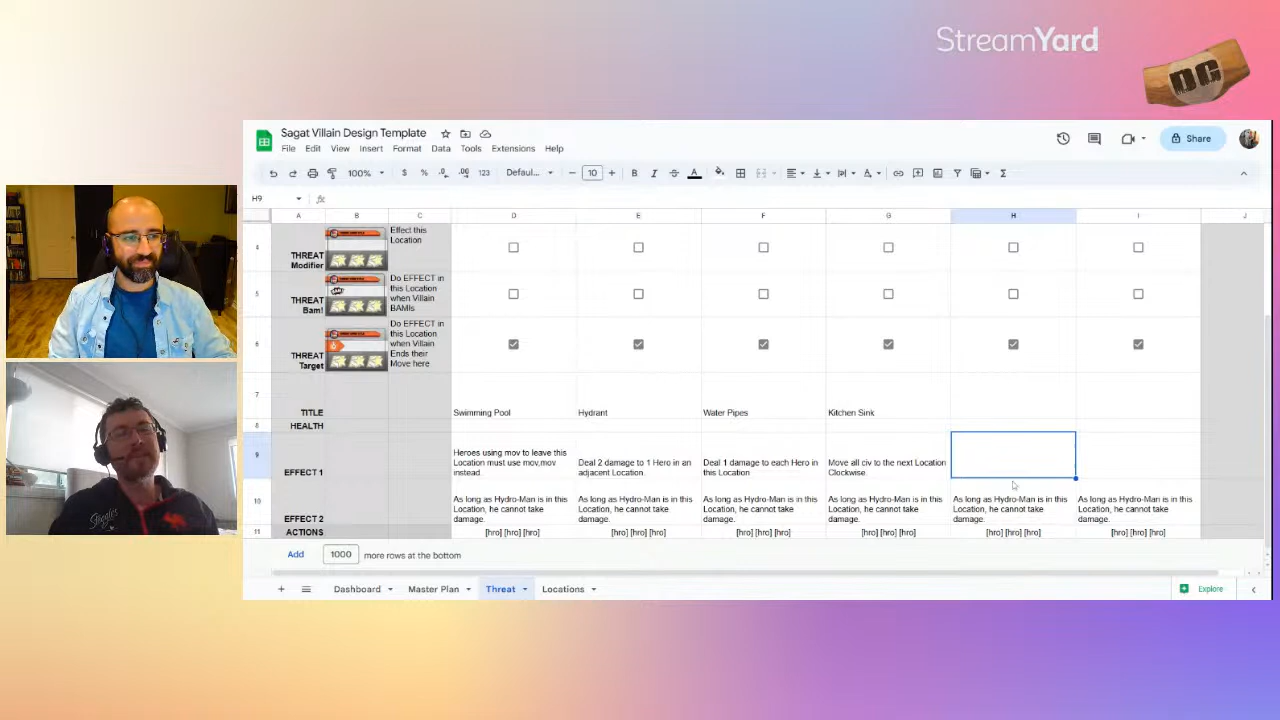 StreamYard
DG
Sagat Villain Design Template
Share
File Edit View Insert Format Data Tools Extensions Help
100% $ % .0 .00 123 Defaul... − 10 + B I S A Σ
H9 fx
A B C D E F G H I J
4 THREAT Modifier
Effect this
Location
5 THREAT Bam!
Do EFFECT in
this Location
when Villain
BAM!s
6 THREAT Target
Do EFFECT in
this Location
when Villain
Ends their
Move here
7 TITLE Swimming Pool Hydrant Water Pipes Kitchen Sink
8 HEALTH
9 EFFECT 1
Heroes using mov to leave this
Location must use mov,mov
instead.
Deal 2 damage to 1 Hero in an
adjacent Location.
Deal 1 damage to each Hero in
this Location
Move all civ to the next Location
Clockwise.
10 EFFECT 2
As long as Hydro-Man is in this
Location, he cannot take
damage.
As long as Hydro-Man is in this
Location, he cannot take
damage.
As long as Hydro-Man is in this
Location, he cannot take
damage.
As long as Hydro-Man is in this
Location, he cannot take
damage.
As long as Hydro-Man is in this
Location, he cannot take
damage.
As long as Hydro-Man is in this
Location, he cannot take
damage.
11 ACTIONS [hro] [hro] [hro] [hro] [hro] [hro] [hro] [hro] [hro] [hro] [hro] [hro] [hro] [hro] [hro] [hro] [hro] [hro]
Add 1000 more rows at the bottom
Dashboard Master Plan Threat Locations
Explore